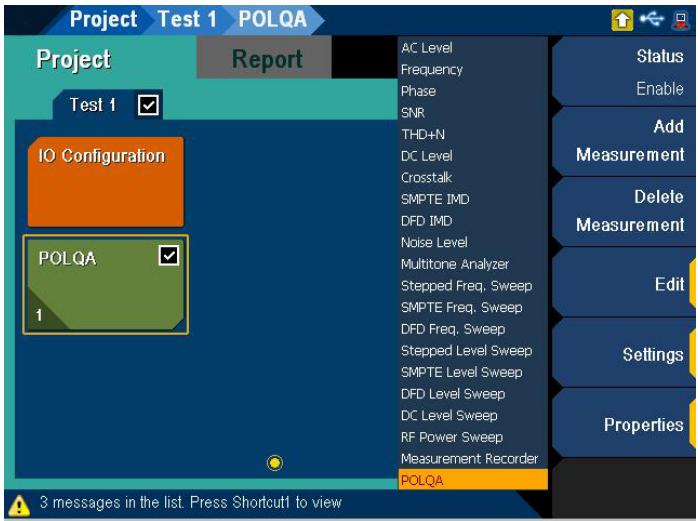 Project Test 1 POLQA
Project
Report
Test 1
IO Configuration
POLQA
1
AC Level
Frequency
Phase
SNR
THD+N
DC Level
Crosstalk
SMPTE IMD
DFD IMD
Noise Level
Multitone Analyzer
Stepped Freq. Sweep
SMPTE Freq. Sweep
DFD Freq. Sweep
Stepped Level Sweep
SMPTE Level Sweep
DFD Level Sweep
DC Level Sweep
RF Power Sweep
Measurement Recorder
POLQA
Status
Enable
Add
Measurement
Delete
Measurement
Edit
Settings
Properties
3 messages in the list. Press Shortcut1 to view